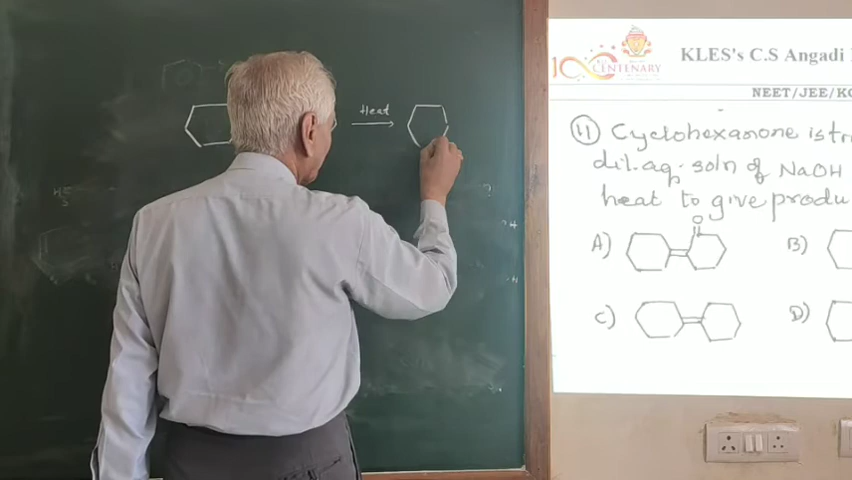 Heat
CENTENARY
KLES's C.S Angadi
NEET/JEE/KC
11 Cyclohexanone is tr
dil. aq. soln of NaOH
heat to give produ
O
A)
B)
C)
D)